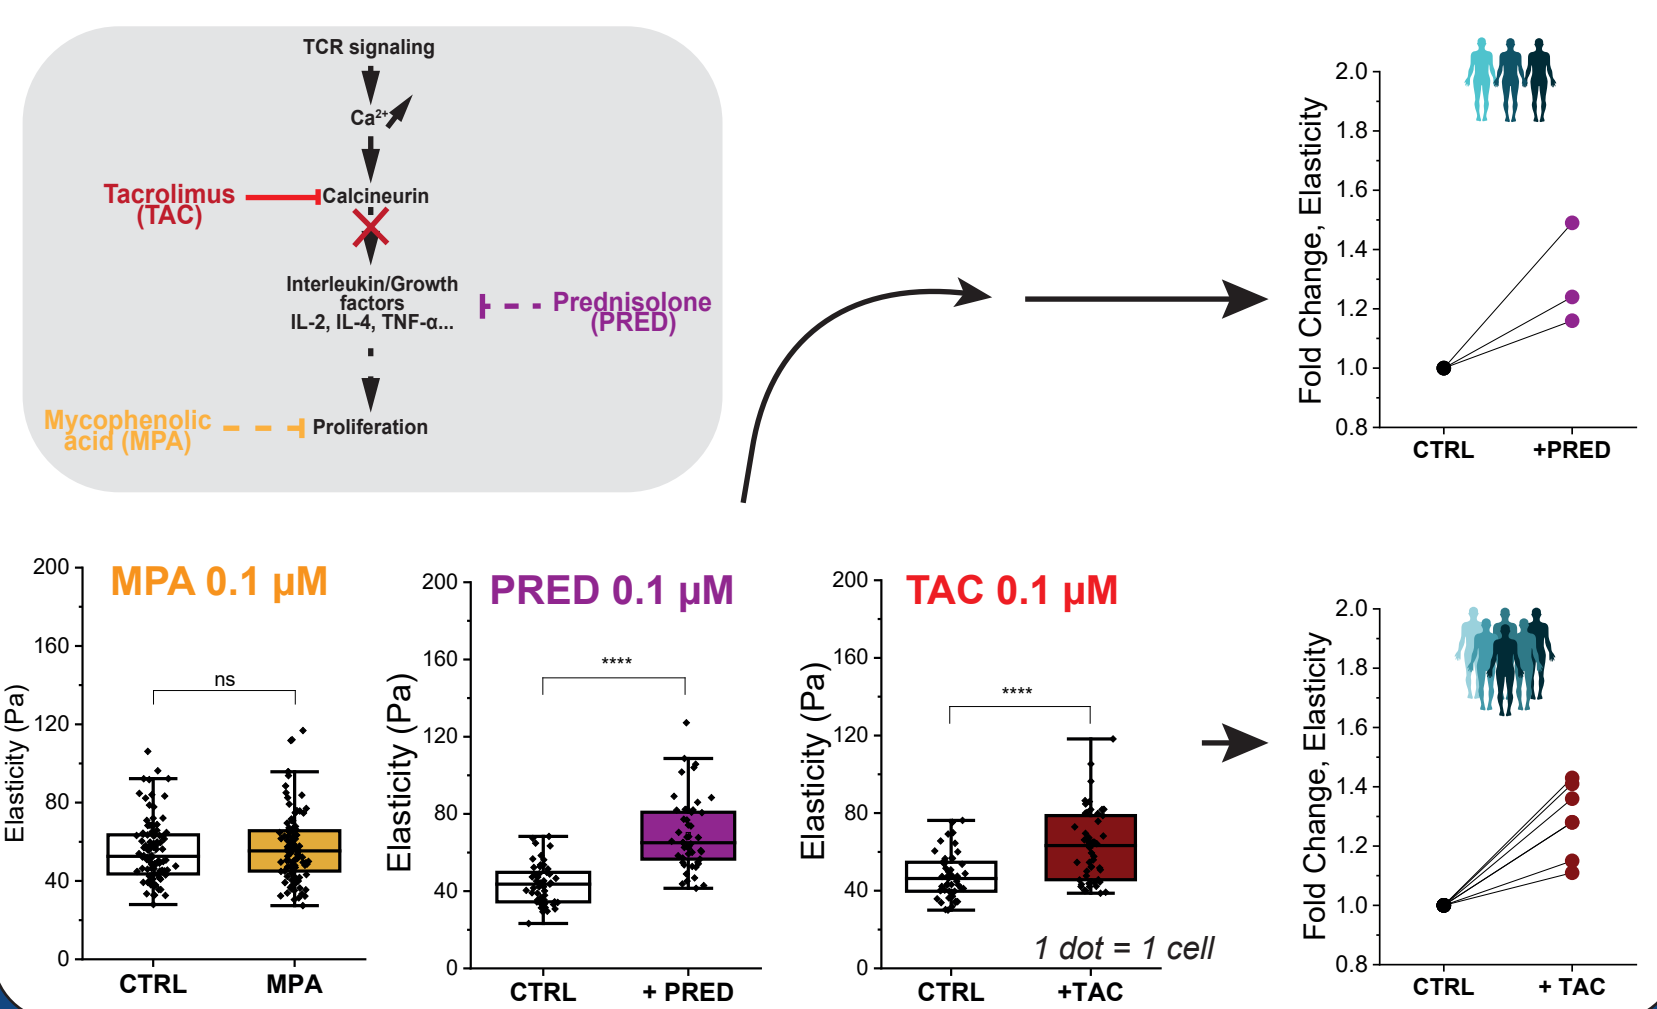 TCR signaling
Ca2+
Tacrolimus
(TAC)
Calcineurin
Interleukin/Growth
factors
IL-2, IL-4, TNF-α...
Prednisolone
(PRED)
Mycophenolic
acid (MPA)
Proliferation
Fold Change, Elasticity
2.0
1.8
1.6
1.4
1.2
1.0
0.8
CTRL +PRED
MPA 0.1 µM
Elasticity (Pa)
200
160
120
80
40
0
ns
CTRL MPA
PRED 0.1 µM
Elasticity (Pa)
200
160
120
80
40
0
****
CTRL + PRED
TAC 0.1 µM
Elasticity (Pa)
200
160
120
80
40
0
****
1 dot = 1 cell
CTRL +TAC
Fold Change, Elasticity
2.0
1.8
1.6
1.4
1.2
1.0
0.8
CTRL + TAC